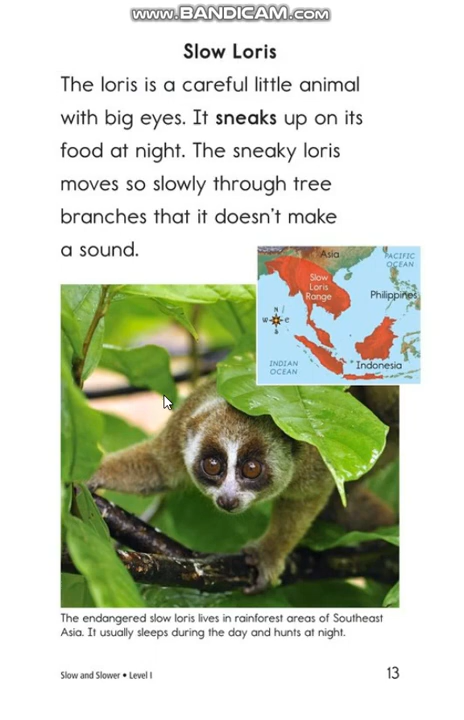 www.BANDICAM.com
Slow Loris
The loris is a careful little animal
with big eyes. It sneaks up on its
food at night. The sneaky loris
moves so slowly through tree
branches that it doesn't make
a sound.
Asia
PACIFIC
OCEAN
Slow
Loris
Range
Philippines
N
W E
S
INDIAN
OCEAN
Indonesia
The endangered slow loris lives in rainforest areas of Southeast
Asia. It usually sleeps during the day and hunts at night.
Slow and Slower • Level I
13